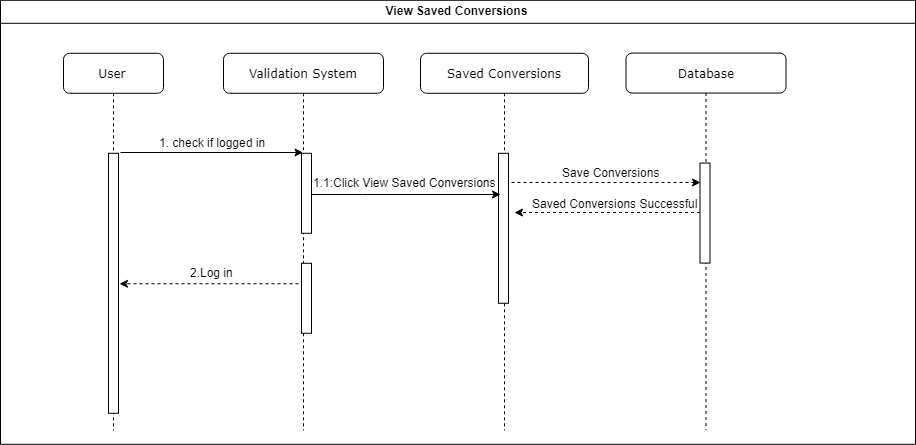 View Saved Conversions
User
Validation System
Saved Conversions
Database
1. check if logged in
1.1:Click View Saved Conversions
Save Conversions
Saved Conversions Successful
2.Log in